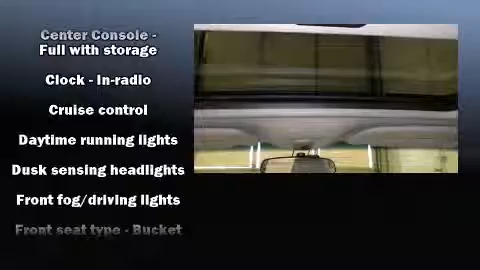 Center Console -
Full with storage
Clock - In-radio
Cruise control
Daytime running lights
Dusk sensing headlights
Front fog/driving lights
Front seat type - Bucket